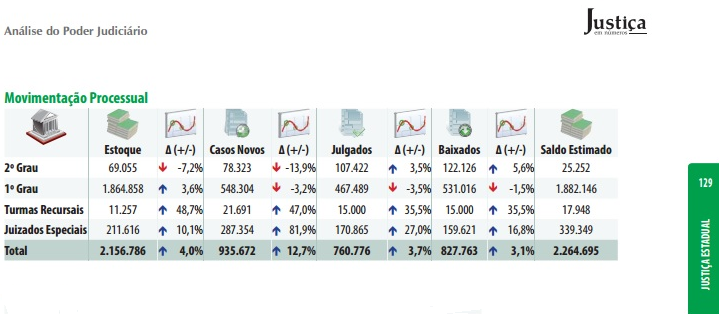 Análise do Poder Judiciário
Justiça
em números
Movimentação Processual
Estoque Δ (+/-) Casos Novos Δ (+/-) Julgados Δ (+/-) Baixados Δ (+/-) Saldo Estimado
2º Grau 69.055 -7,2% 78.323 -13,9% 107.422 3,5% 122.126 5,6% 25.252
1º Grau 1.864.858 3,6% 548.304 -3,2% 467.489 -3,5% 531.016 -1,5% 1.882.146
Turmas Recursais 11.257 48,7% 21.691 47,0% 15.000 35,5% 15.000 35,5% 17.948
Juizados Especiais 211.616 10,1% 287.354 81,9% 170.865 27,0% 159.621 16,8% 339.349
Total 2.156.786 4,0% 935.672 12,7% 760.776 3,7% 827.763 3,1% 2.264.695
129
JUSTIÇA ESTADUAL